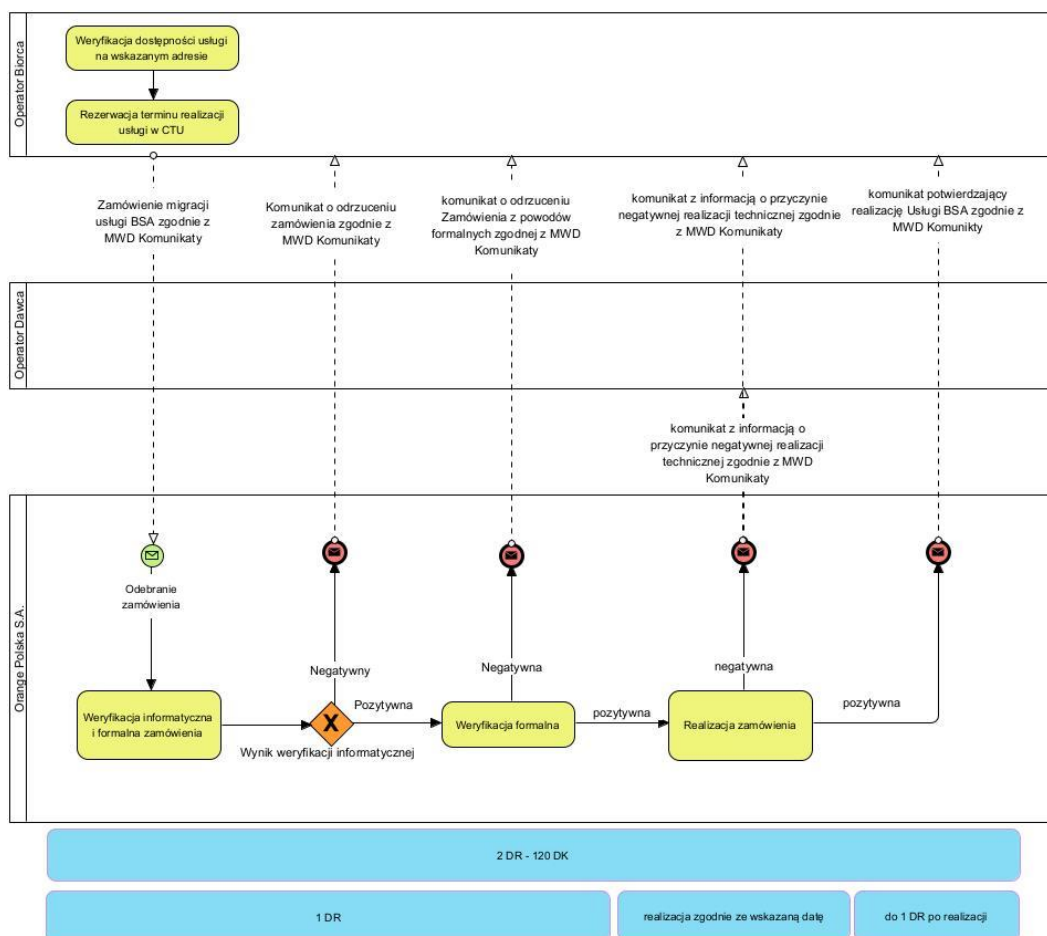 Operator Biorca
Weryfikacja dostępności usługi
na wskazanym adresie
Rezerwacja terminu realizacji
usługi w CTU
Zamówienie migracji
usługi BSA zgodnie z
MWD Komunikaty
Komunikat o odrzuceniu
zamówienia zgodnie z
MWD Komunikaty
komunikat o odrzuceniu
Zamówienia z powodów
formalnych zgodnej z MWD
Komunikaty
komunikat z informacją o przyczynie
negatywnej realizacji technicznej zgodnie
z MWD Komunikaty
komunikat potwierdzający
realizację Usługi BSA zgodnie z
MWD Komunikty
Operator Dawca
komunikat z informacją o
przyczynie negatywnej realizacji
technicznej zgodnie z MWD
Komunikaty
Orange Polska S.A.
Odebranie
zamówienia
Negatywny
Negatywna
negatywna
Weryfikacja informatyczna
i formalna zamówienia
X
Pozytywna
Wynik weryfikacji informatycznej
Weryfikacja formalna
pozytywna
Realizacja zamówienia
pozytywna
2 DR - 120 DK
1 DR
realizacja zgodnie ze wskazaną datę
do 1 DR po realizacji